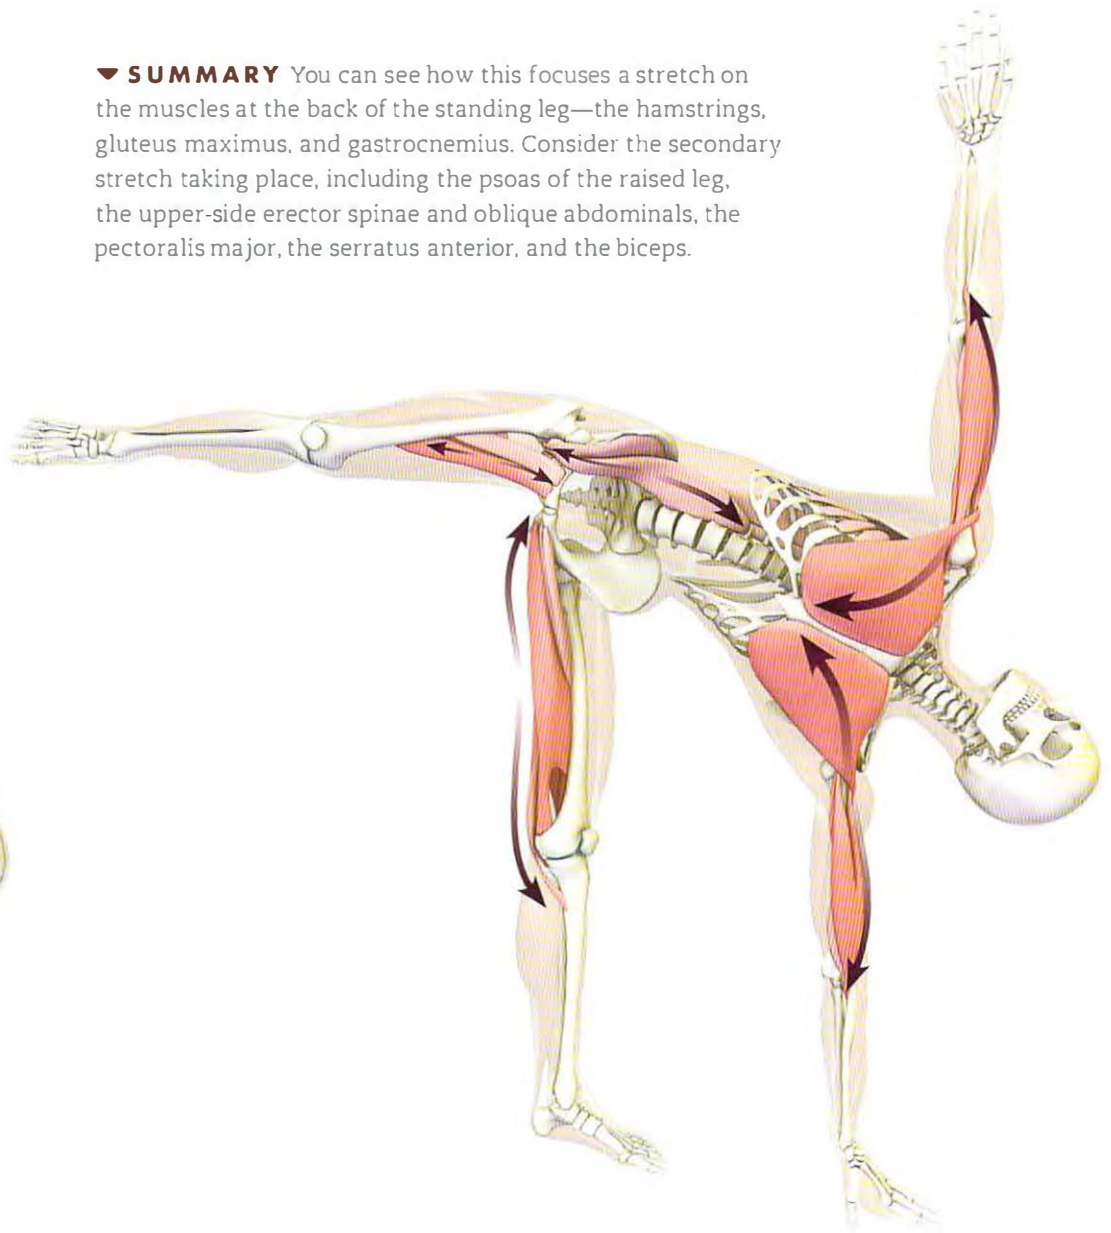 ▼ SUMMARY You can see how this focuses a stretch on
the muscles at the back of the standing leg—the hamstrings,
gluteus maximus, and gastrocnemius. Consider the secondary
stretch taking place, including the psoas of the raised leg,
the upper-side erector spinae and oblique abdominals, the
pectoralis major, the serratus anterior, and the biceps.